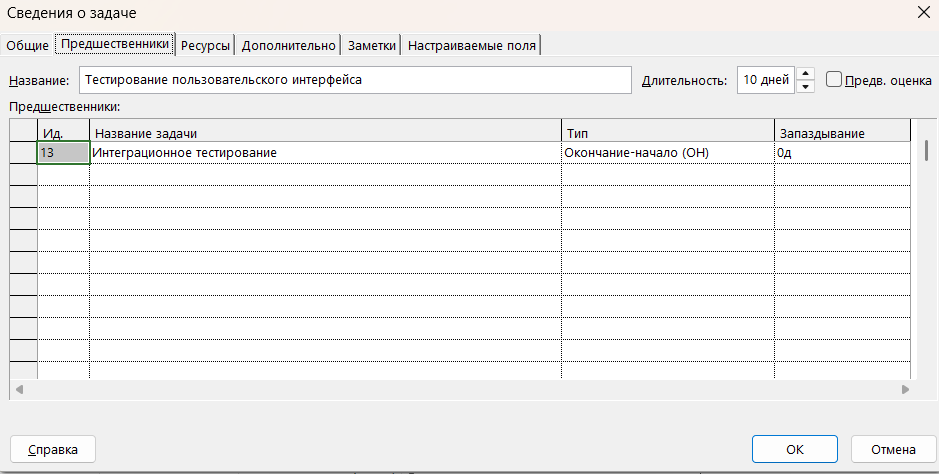 Сведения о задаче
Общие Предшественники Ресурсы Дополнительно Заметки Настраиваемые поля
Название: Тестирование пользовательского интерфейса Длительность: 10 дней Предв. оценка
Предшественники:
Ид. Название задачи Тип Запаздывание
13 Интеграционное тестирование Окончание-начало (ОН) 0д
Справка ОК Отмена